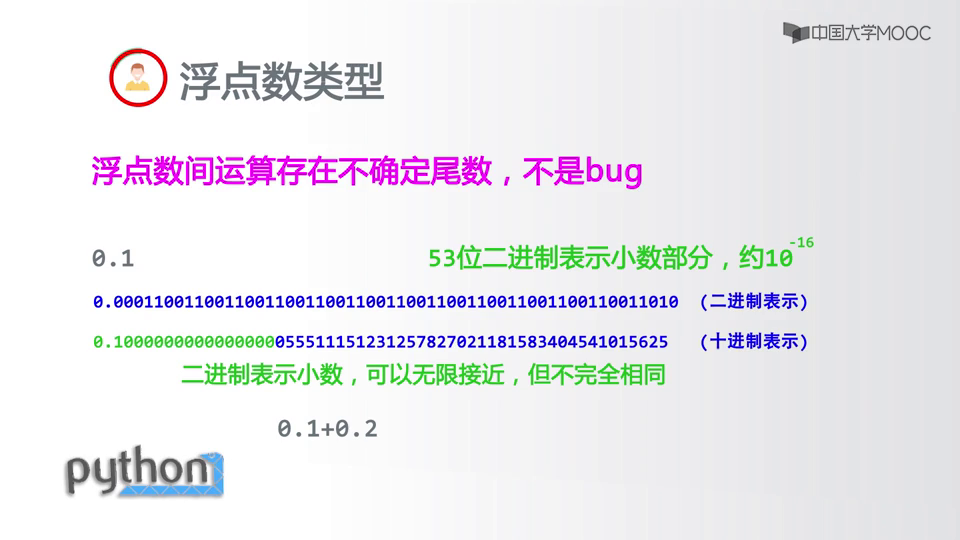 中国大学MOOC
浮点数类型
浮点数间运算存在不确定尾数，不是bug
0.1
53位二进制表示小数部分，约10-16
0.00011001100110011001100110011001100110011001100110011010 （二进制表示）
0.1000000000000000055511151231257827021181583404541015625 （十进制表示）
二进制表示小数，可以无限接近，但不完全相同
0.1+0.2
python